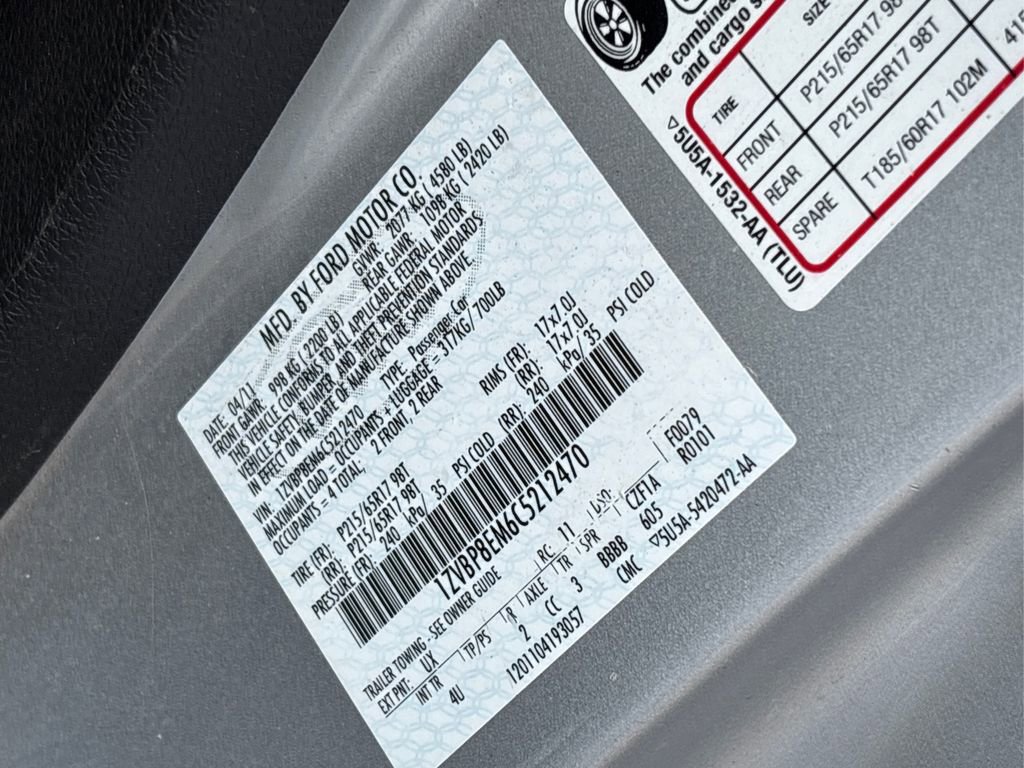 MFD. BY FORD MOTOR CO.
DATE: 04/11 GVWR: 2077 KG ( 4580 LB)
FRONT GAWR: 998 KG ( 2200 LB) REAR GAWR: 1098 KG ( 2420 LB)
THIS VEHICLE CONFORMS TO ALL APPLICABLE FEDERAL MOTOR
VEHICLE SAFETY, BUMPER, AND THEFT PREVENTION STANDARDS
IN EFFECT ON THE DATE OF MANUFACTURE SHOWN ABOVE
VIN: 1ZVBP8EM6C5212470 TYPE: Passenger Car
MAXIMUM LOAD = OCCUPANTS + LUGGAGE = 317KG/700LB
OCCUPANTS = 4 TOTAL: 2 FRONT, 2 REAR
TIRE (FR): P215/65R17 98T RIMS (FR): 17x7.0J
(RR): P215/65R17 98T (RR): 17x7.0J
PRESSURE (FR): 240 kPa/ 35 PSI COLD (RR): 240 kPa/ 35 PSI COLD
1ZVBP8EM6C5212470
TRAILER TOWING - SEE OWNER GUIDE
RC: 11
F0079
EXT PNT: UX
CZF1A
R0101
INT TR TP/PS R AXLE TR SPR
4U 2 CC 3 BBBB 605
1201104193057 CMC ▽5U5A-5420472-AA
The combined
and cargo s
TIRE SIZE
FRONT P215/65R17 98
REAR P215/65R17 98T
SPARE T185/60R17 102M 415
▽5U5A-1532-AA (TLU)